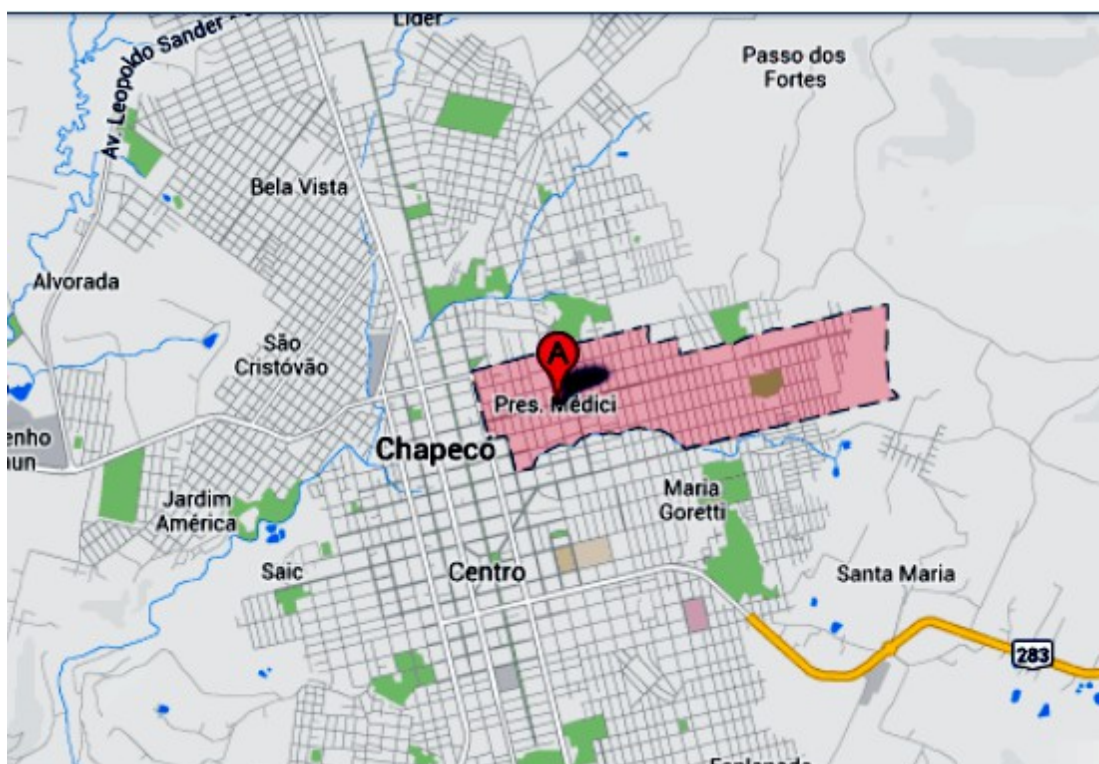 Líder
Av. Leopoldo Sander
Passo dos
Fortes
Bela Vista
Alvorada
São
Cristóvão
A
Pres. Médici
Chapecó
Maria
Goretti
Jardim
América
Saic
Centro
Santa Maria
283